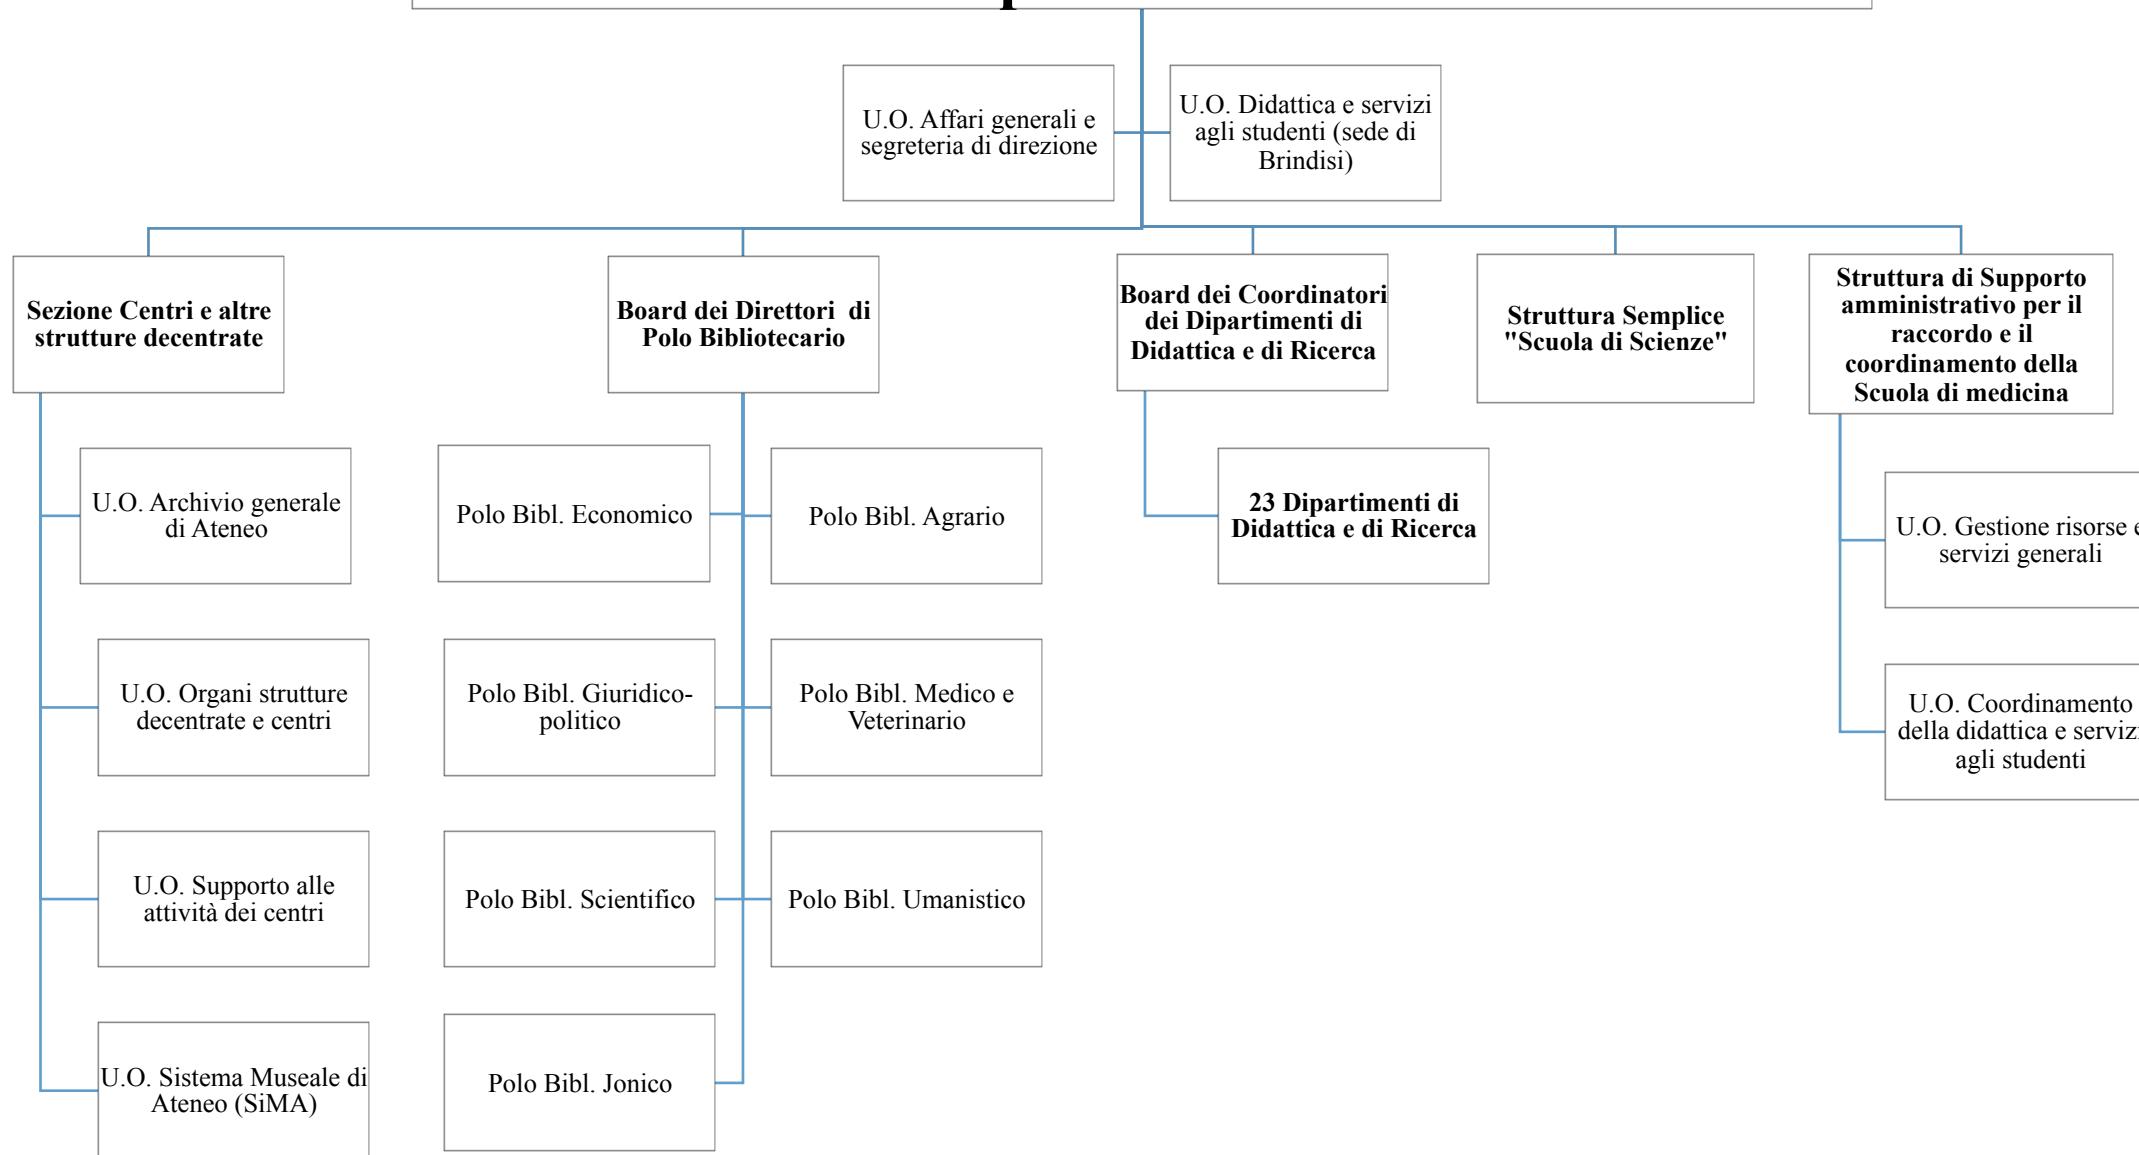 U.O. Affari generali e
segreteria di direzione
U.O. Didattica e servizi
agli studenti (sede di
Brindisi)
Sezione Centri e altre
strutture decentrate
Board dei Direttori di
Polo Bibliotecario
Board dei Coordinatori
dei Dipartimenti di
Didattica e di Ricerca
Struttura Semplice
"Scuola di Scienze"
Struttura di Supporto
amministrativo per il
raccordo e il
coordinamento della
Scuola di medicina
U.O. Archivio generale
di Ateneo
Polo Bibl. Economico
Polo Bibl. Agrario
23 Dipartimenti di
Didattica e di Ricerca
U.O. Gestione risorse e
servizi generali
U.O. Organi strutture
decentrate e centri
Polo Bibl. Giuridico-
politico
Polo Bibl. Medico e
Veterinario
U.O. Coordinamento
della didattica e servizi
agli studenti
U.O. Supporto alle
attività dei centri
Polo Bibl. Scientifico
Polo Bibl. Umanistico
U.O. Sistema Museale di
Ateneo (SiMA)
Polo Bibl. Jonico